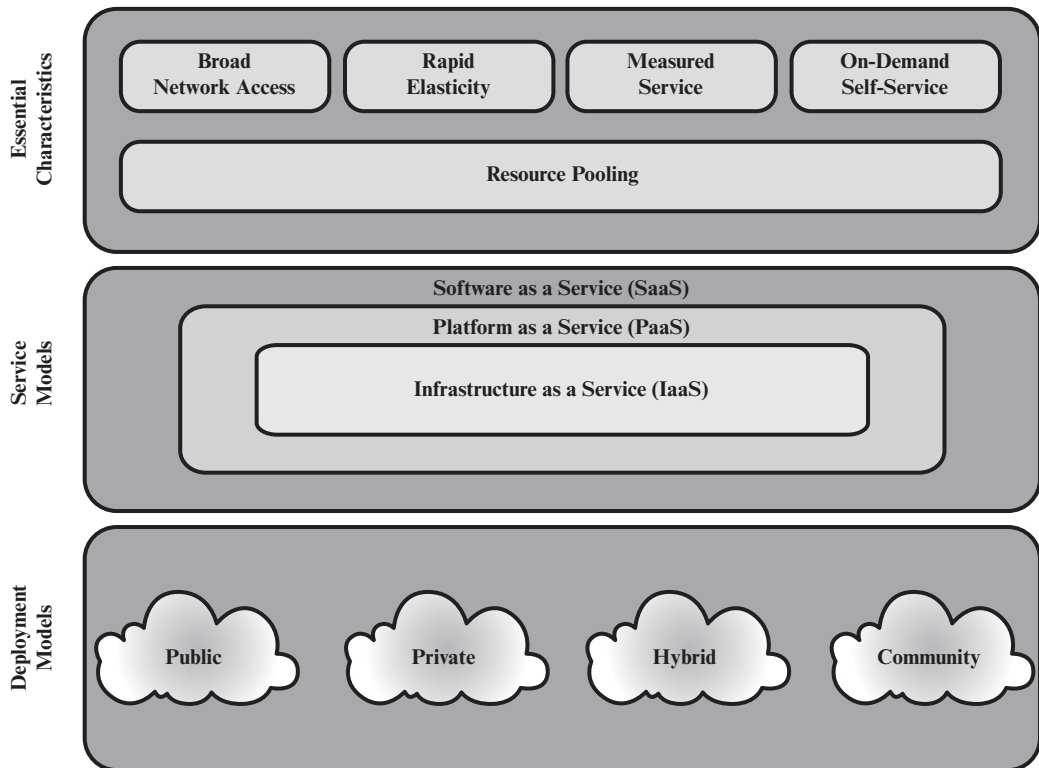 Essential
Characteristics
Broad
Network Access
Rapid
Elasticity
Measured
Service
On-Demand
Self-Service
Resource Pooling
Service
Models
Software as a Service (SaaS)
Platform as a Service (PaaS)
Infrastructure as a Service (IaaS)
Deployment
Models
Public
Private
Hybrid
Community